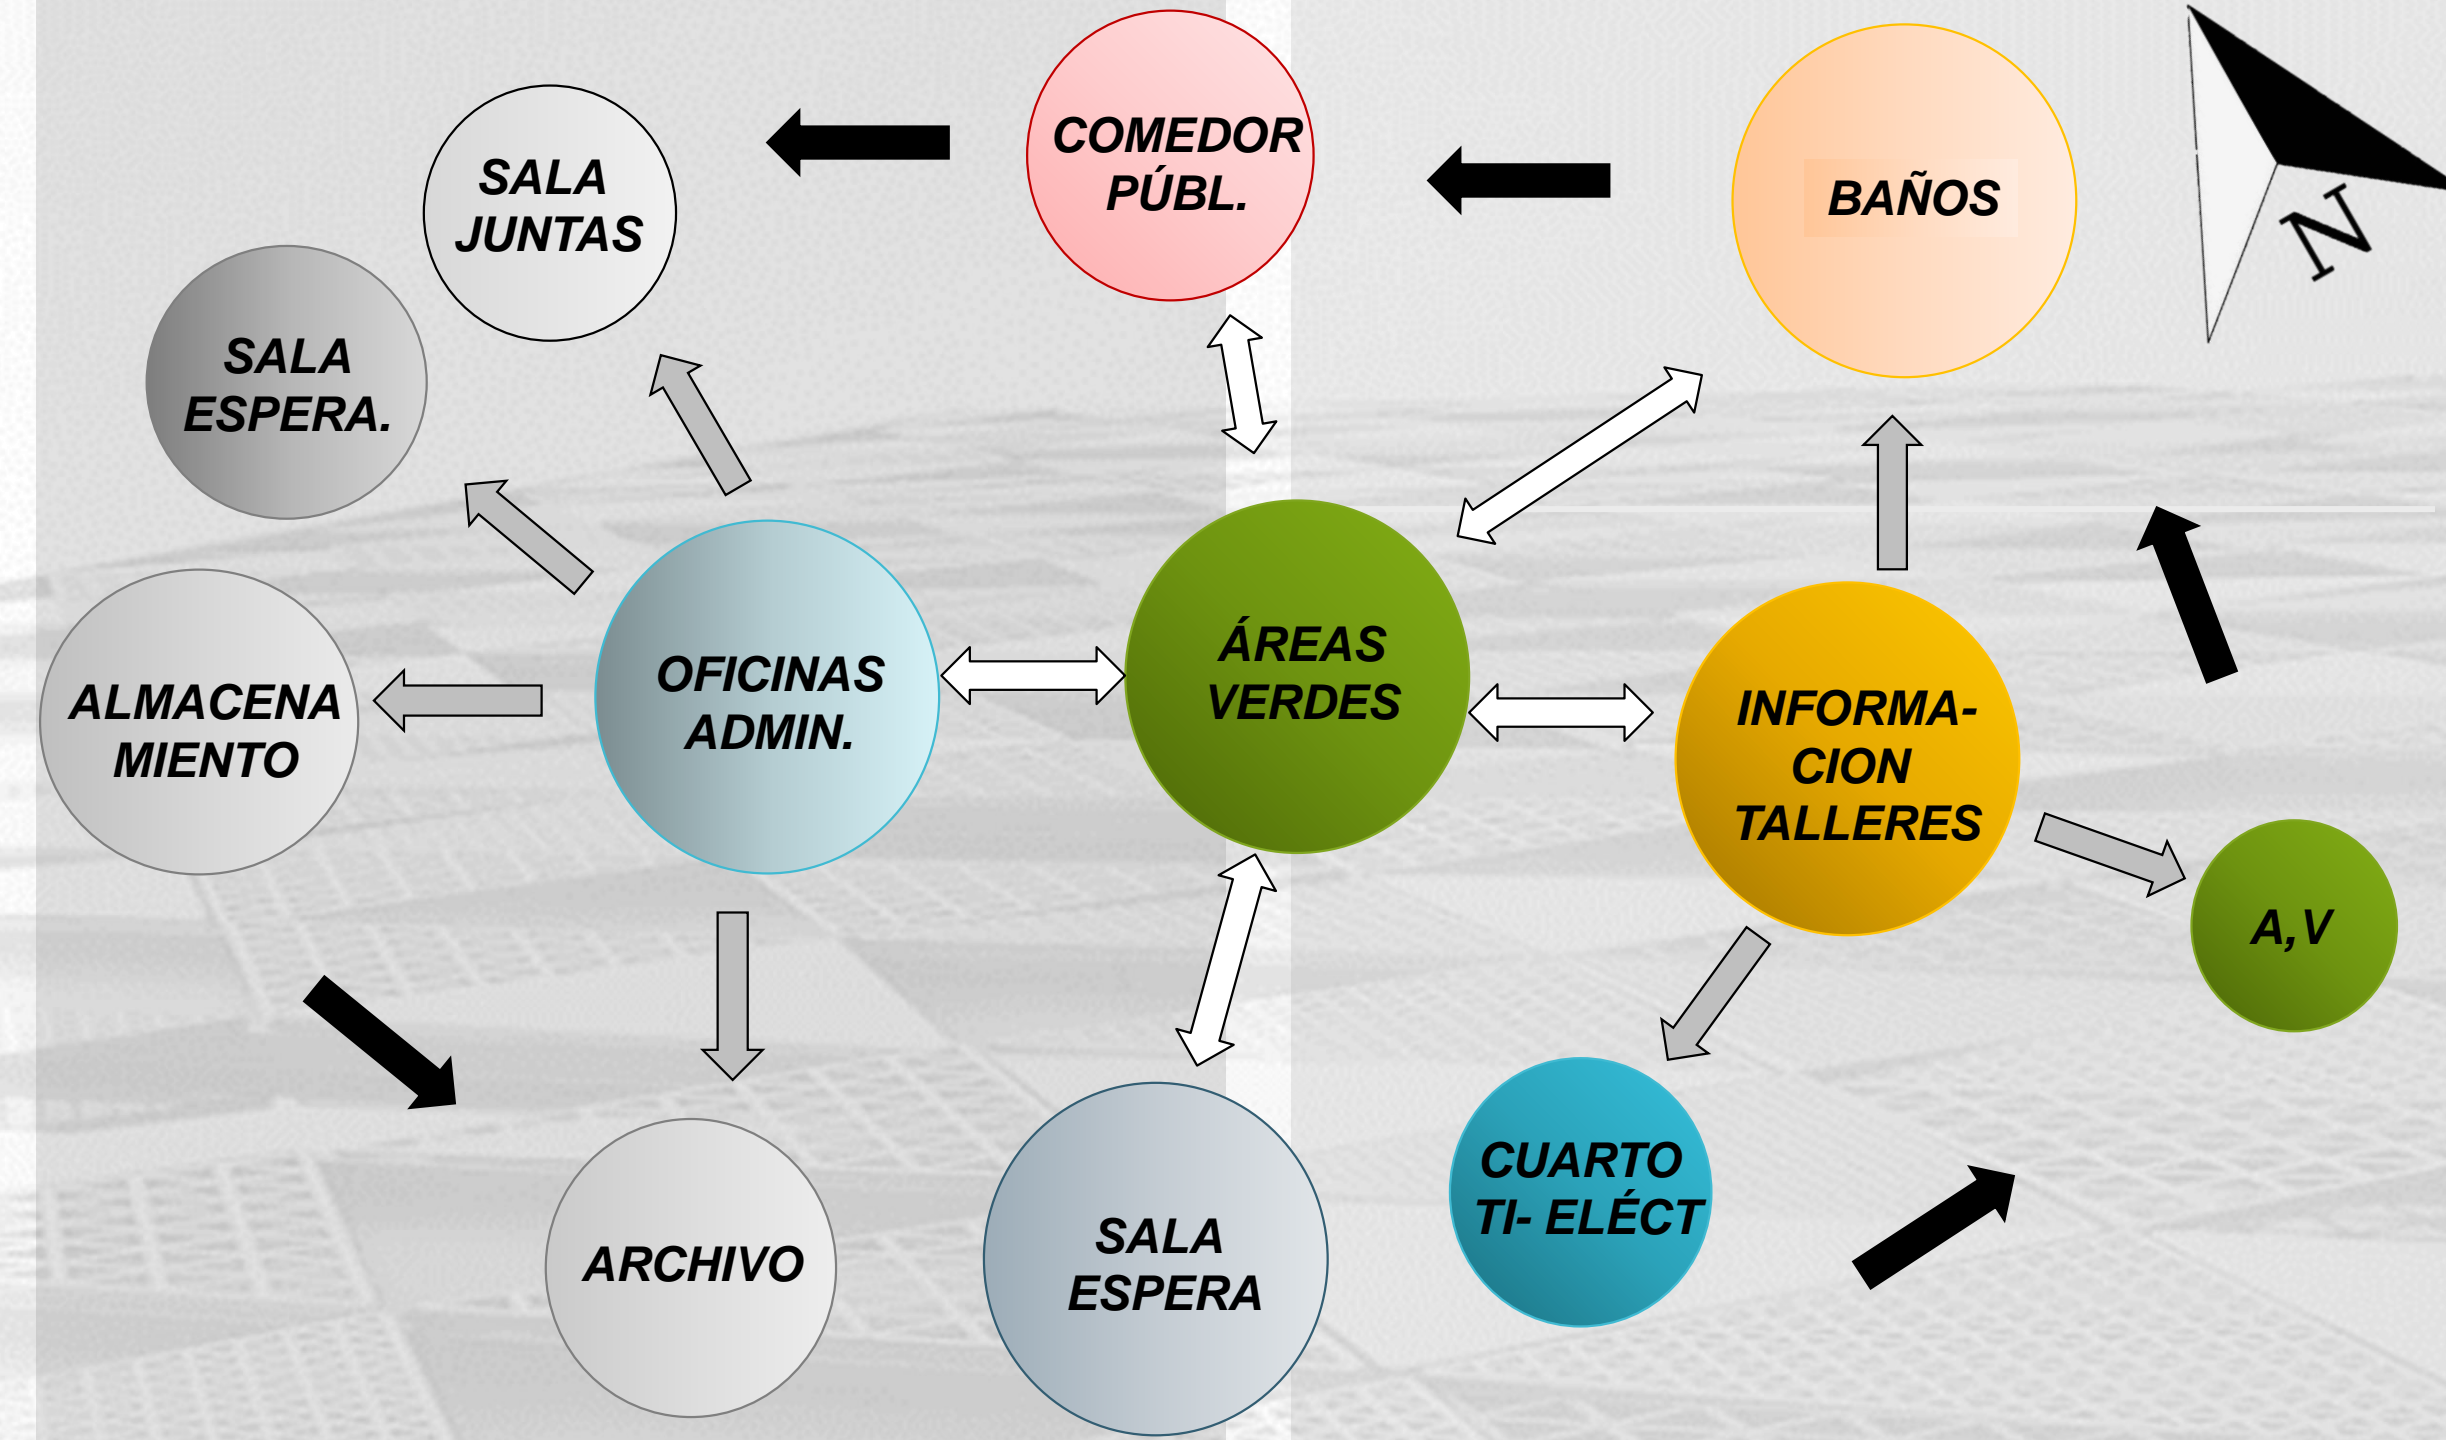 COMEDOR
PÚBL.
BAÑOS
N
SALA
JUNTAS
SALA
ESPERA.
ALMACENA
MIENTO
OFICINAS
ADMIN.
ÁREAS
VERDES
INFORMA-
CION
TALLERES
A,V
ARCHIVO
SALA
ESPERA
CUARTO
TI- ELÉCT